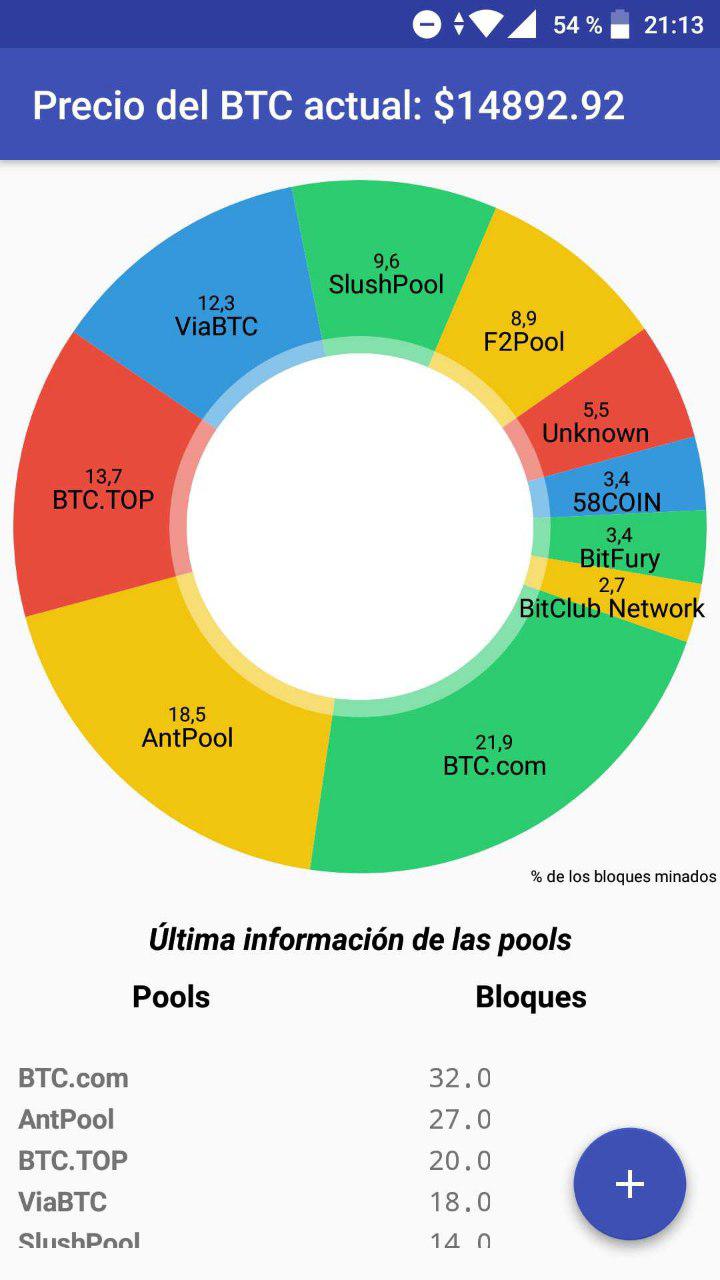 54 % 21:13
Precio del BTC actual: $14892.92
9,6
SlushPool
8,9
F2Pool
12,3
ViaBTC
5,5
Unknown
13,7
BTC.TOP
3,4
58COIN
3,4
BitFury
2,7
BitClub Network
18,5
AntPool
21,9
BTC.com
% de los bloques minados
Última información de las pools
Pools Bloques
BTC.com 32.0
AntPool 27.0
BTC.TOP 20.0
ViaBTC 18.0
SlushPool 14.0
+